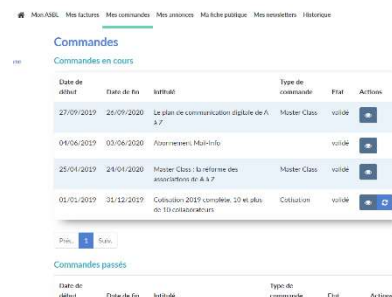 Mon ASBL Mes factures Mes commandes Mes annonces Ma fiche publique Mes newsletters Historique
Commandes
Commandes en cours
Date de début Date de fin Intitulé Type de commande Etat Actions
27/09/2019 26/09/2020 Le plan de communication digitale de A à Z Master Class validé
04/06/2019 03/06/2020 Abonnement Mail-Info validé
25/04/2019 24/04/2020 Master Class : la réforme des associations de A à Z Master Class validé
01/01/2019 31/12/2019 Cotisation 2019 complète, 10 et plus de 10 collaborateurs Cotisation validé
Préc. 1 Suiv.
Commandes passés
Date de début Date de fin Intitulé Type de commande Etat Actions